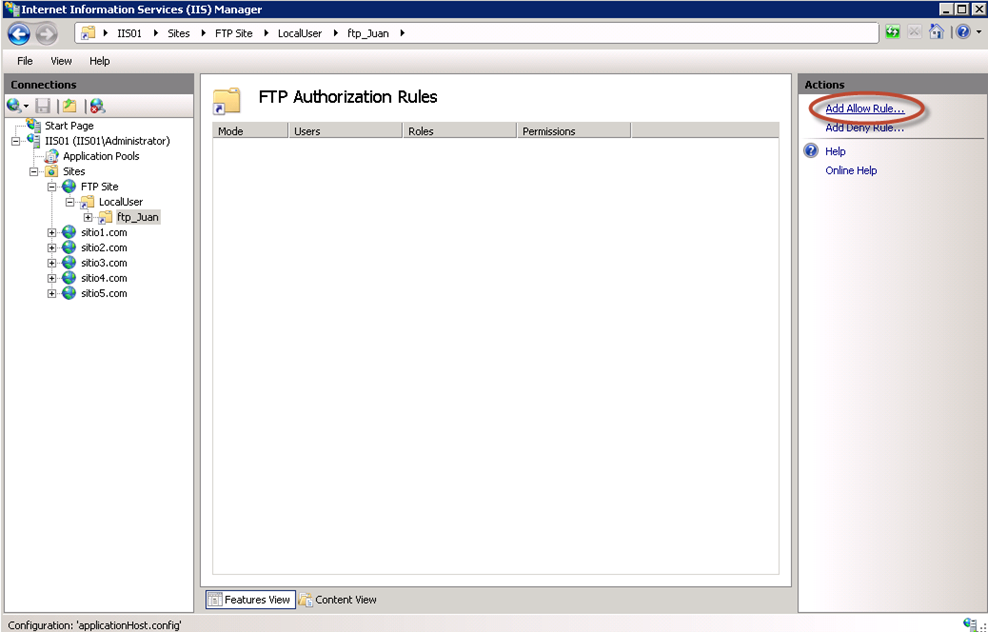 Internet Information Services (IIS) Manager
IIS01 Sites FTP Site LocalUser ftp_Juan
File View Help
Connections
Start Page
IIS01 (IIS01\Administrator)
Application Pools
Sites
FTP Site
LocalUser
ftp_Juan
sitio1.com
sitio2.com
sitio3.com
sitio4.com
sitio5.com
FTP Authorization Rules
Mode Users Roles Permissions
Features View Content View
Actions
Add Allow Rule...
Add Deny Rule...
Help
Online Help
Configuration: 'applicationHost.config'